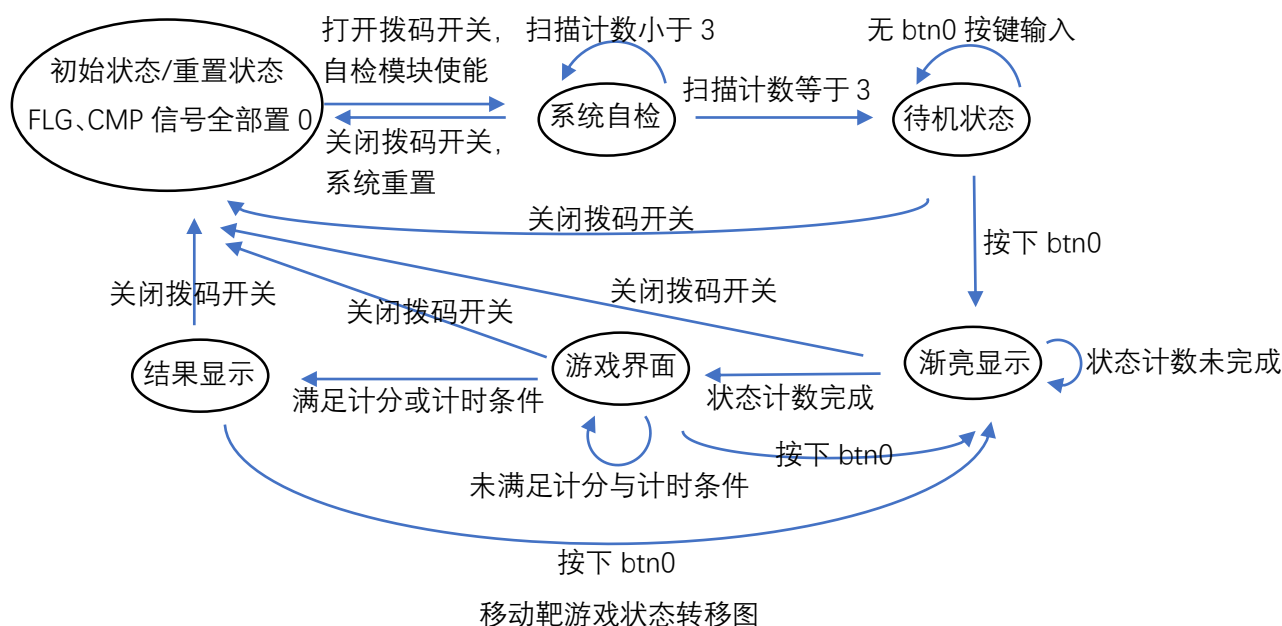 打开拨码开关，
自检模块使能
扫描计数小于 3
无 btn0 按键输入
初始状态/重置状态
FLG、CMP 信号全部置 0
系统自检
扫描计数等于 3
待机状态
关闭拨码开关，
系统重置
关闭拨码开关
按下 btn0
关闭拨码开关
关闭拨码开关
关闭拨码开关
结果显示
满足计分或计时条件
游戏界面
状态计数完成
渐亮显示
状态计数未完成
按下 btn0
未满足计分与计时条件
按下 btn0
移动靶游戏状态转移图